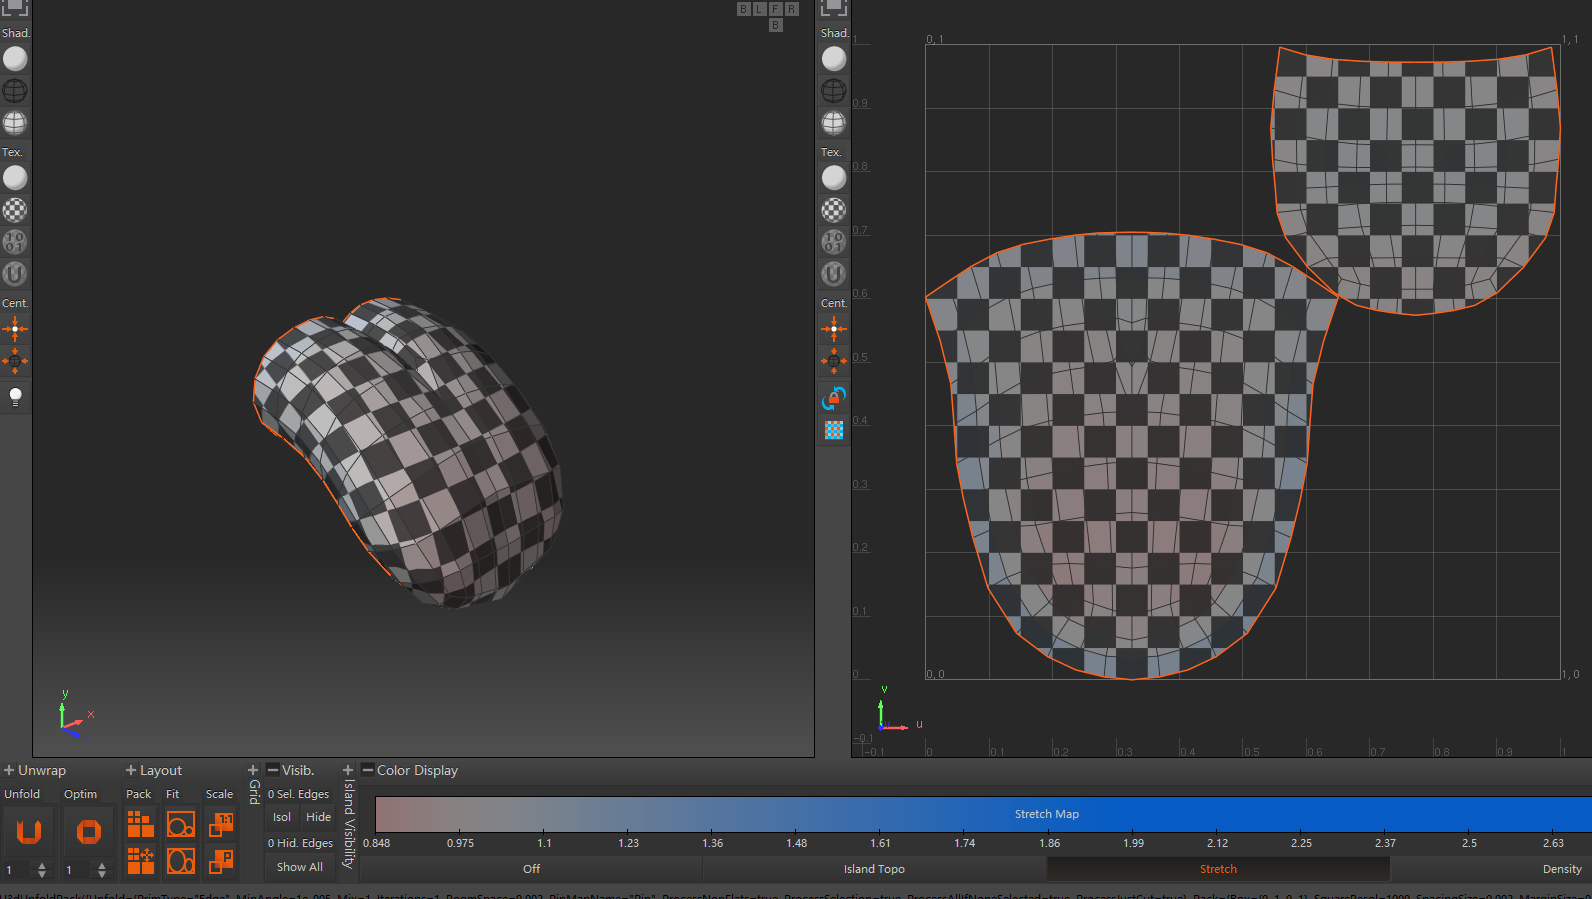 B L F R
B
Shad.
Tex.
Cent.
y
x
Shad.
Tex.
Cent.
0,1
1,1
0,0
1,0
1
0.9
0.8
0.7
0.6
0.5
0.4
0.3
0.2
0.1
0
-0.1
v
u
-0.1 0 0.1 0.2 0.3 0.4 0.5 0.6 0.7 0.8 0.9 1
Unwrap
Unfold Optim
1 1
Layout
Pack Fit Scale
1:1
P
Grid
Visib.
0 Sel. Edges
Isol Hide
0 Hid. Edges
Show All
Island Visibility
Color Display
Stretch Map
0.848 0.975 1.1 1.23 1.36 1.48 1.61 1.74 1.86 1.99 2.12 2.25 2.37 2.5 2.63
Off Island Topo Stretch Density